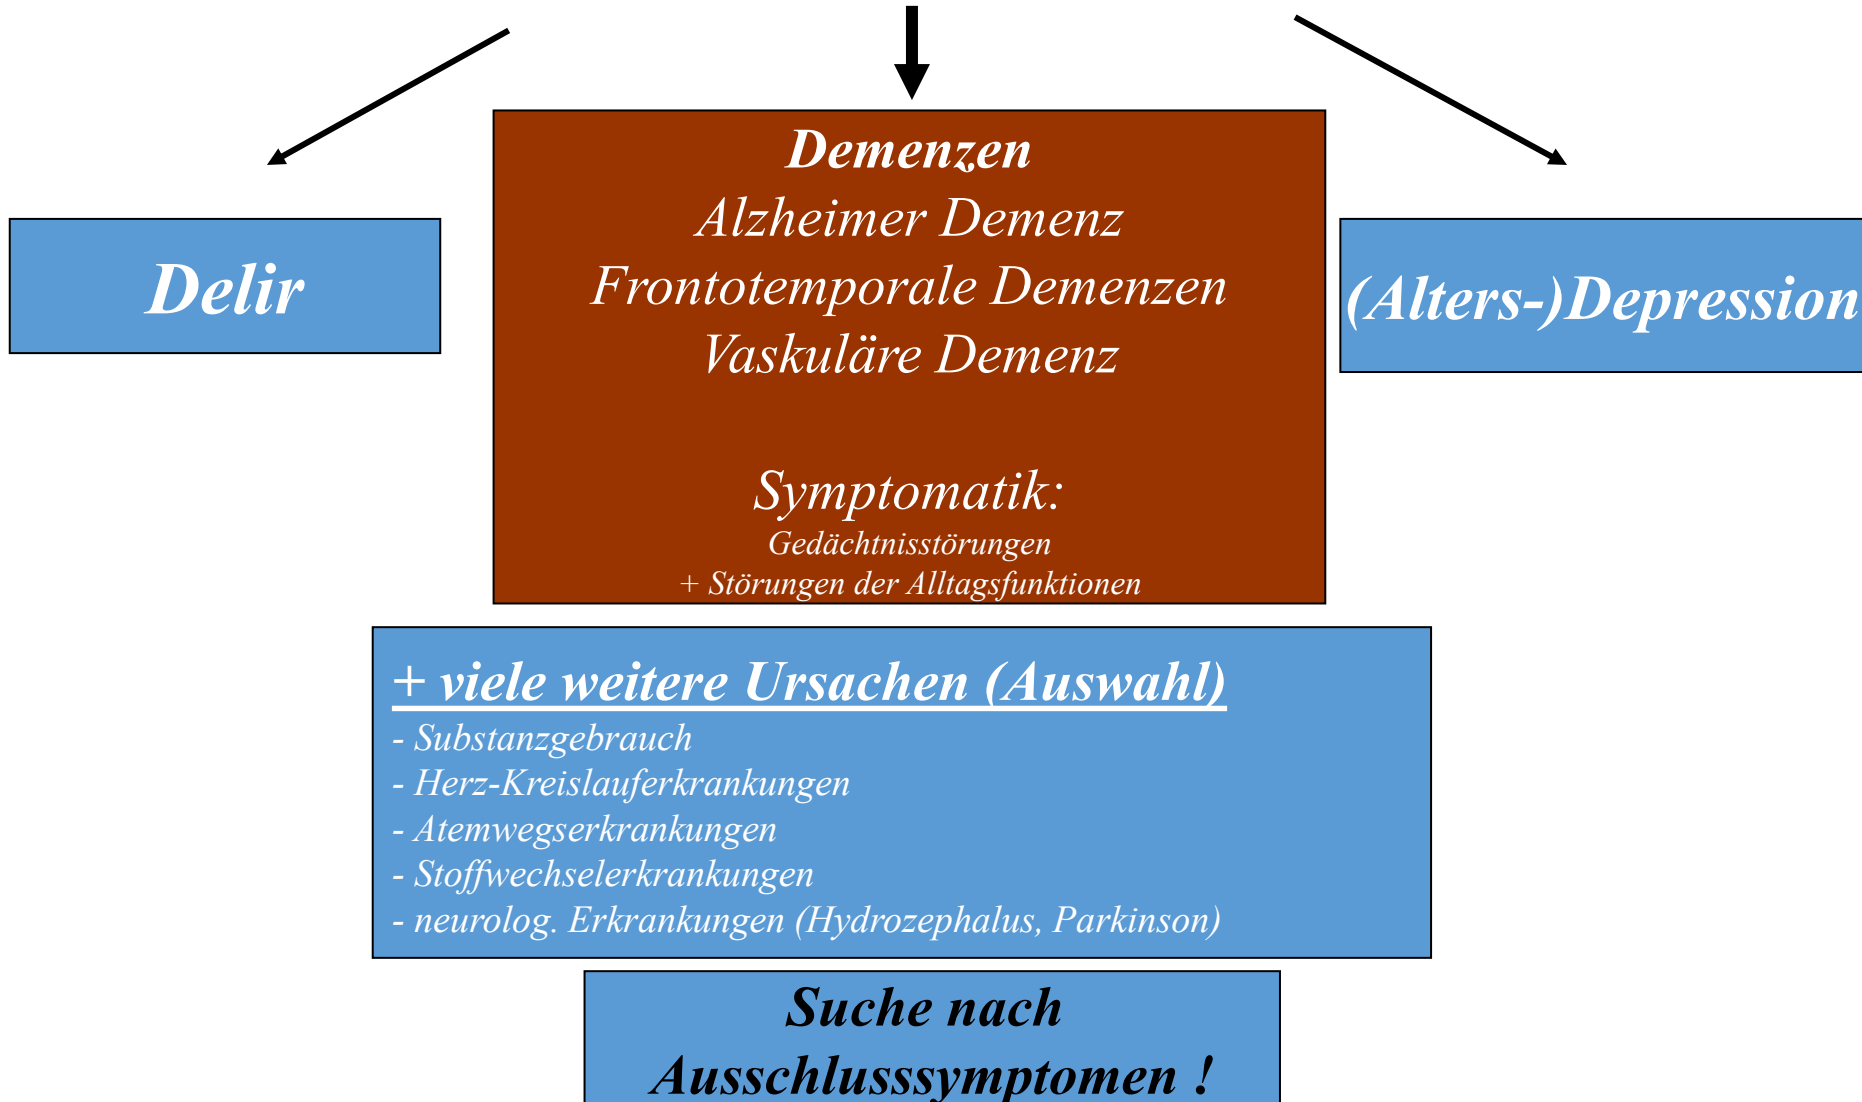 Delir
Demenzen
Alzheimer Demenz
Frontotemporale Demenzen
Vaskuläre Demenz
Symptomatik:
Gedächtnisstörungen
+ Störungen der Alltagsfunktionen
(Alters-)Depression
+ viele weitere Ursachen (Auswahl)
- Substanzgebrauch
- Herz-Kreislauferkrankungen
- Atemwegserkrankungen
- Stoffwechselerkrankungen
- neurolog. Erkrankungen (Hydrozephalus, Parkinson)
Suche nach
Ausschlusssymptomen !